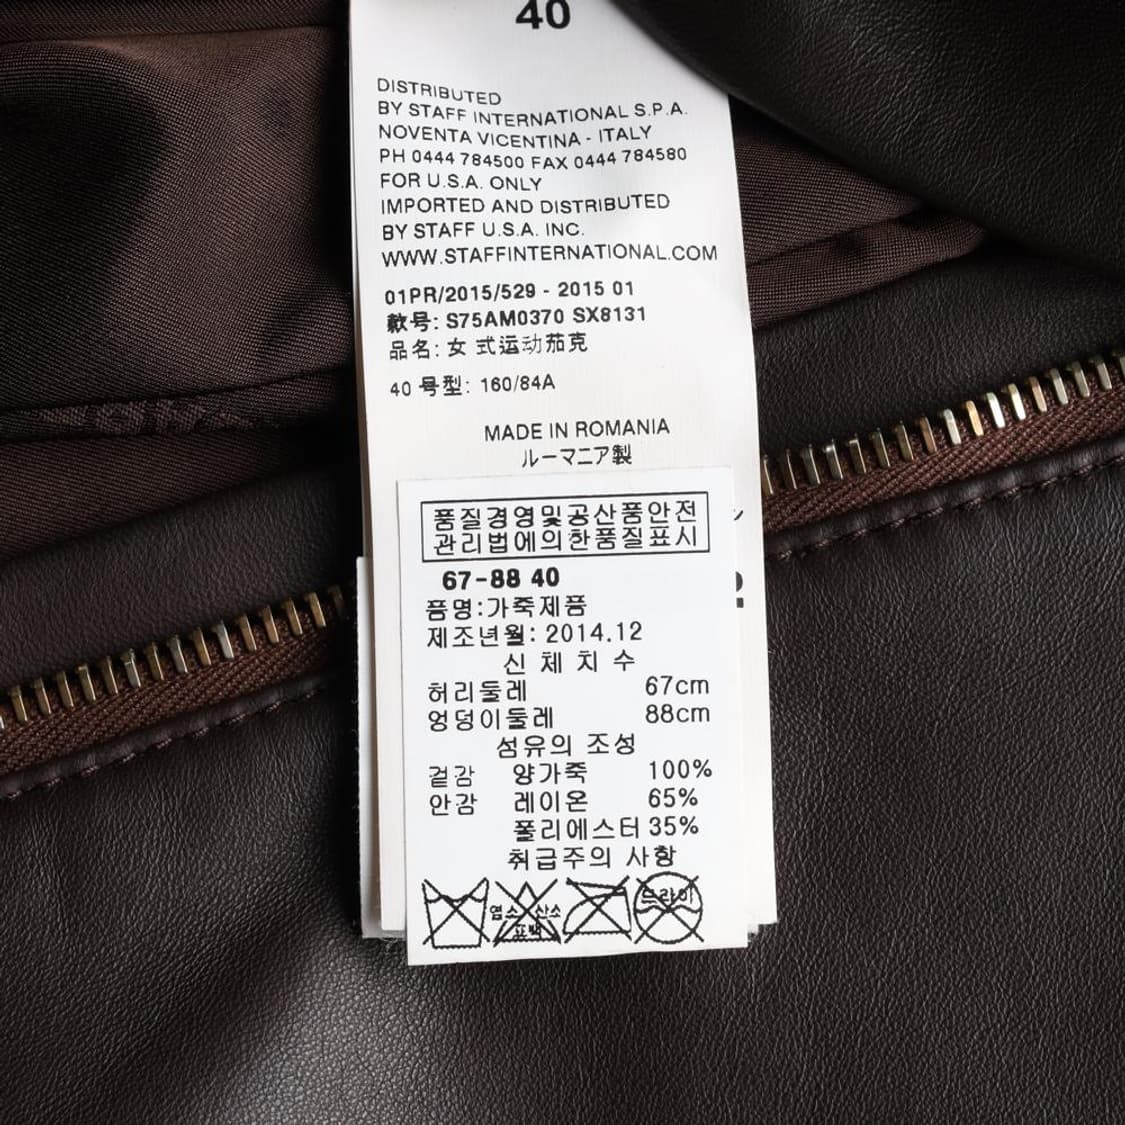 40
DISTRIBUTED
BY STAFF INTERNATIONAL S.P.A.
NOVENTA VICENTINA - ITALY
PH 0444 784500 FAX 0444 784580
FOR U.S.A. ONLY
IMPORTED AND DISTRIBUTED
BY STAFF U.S.A. INC.
WWW.STAFFINTERNATIONAL.COM
01PR/2015/529 - 2015 01
款号: S75AM0370 SX8131
品名: 女 式运动茄克
40 号型: 160/84A
MADE IN ROMANIA
ルーマニア製
품질경영및공산품안전
관리법에의한품질표시
67-88 40
품명:가죽제품
제조년월: 2014.12
신 체 치 수
허리둘레 67cm
엉덩이둘레 88cm
섬유의 조성
겉감 양가죽 100%
안감 레이온 65%
폴리에스터 35%
취급주의 사항
염소 산소 드라이
표백